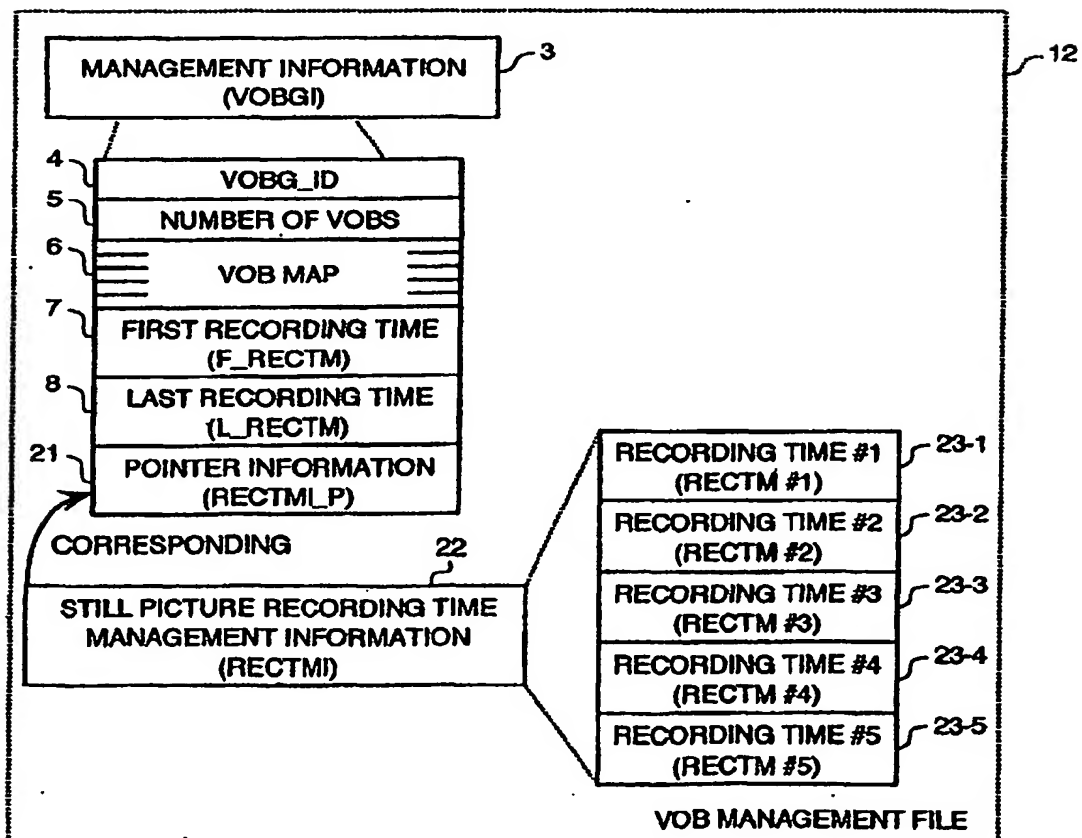 MANAGEMENT INFORMATION
(VOBGI)
3
12
4
VOBG_ID
5
NUMBER OF VOBS
6
VOB MAP
7
FIRST RECORDING TIME
(F_RECTM)
8
LAST RECORDING TIME
(L_RECTM)
21
POINTER INFORMATION
(RECTMI_P)
CORRESPONDING
22
STILL PICTURE RECORDING TIME
MANAGEMENT INFORMATION
(RECTMI)
RECORDING TIME #1
(RECTM #1)
23-1
RECORDING TIME #2
(RECTM #2)
23-2
RECORDING TIME #3
(RECTM #3)
23-3
RECORDING TIME #4
(RECTM #4)
23-4
RECORDING TIME #5
(RECTM #5)
23-5
VOB MANAGEMENT FILE